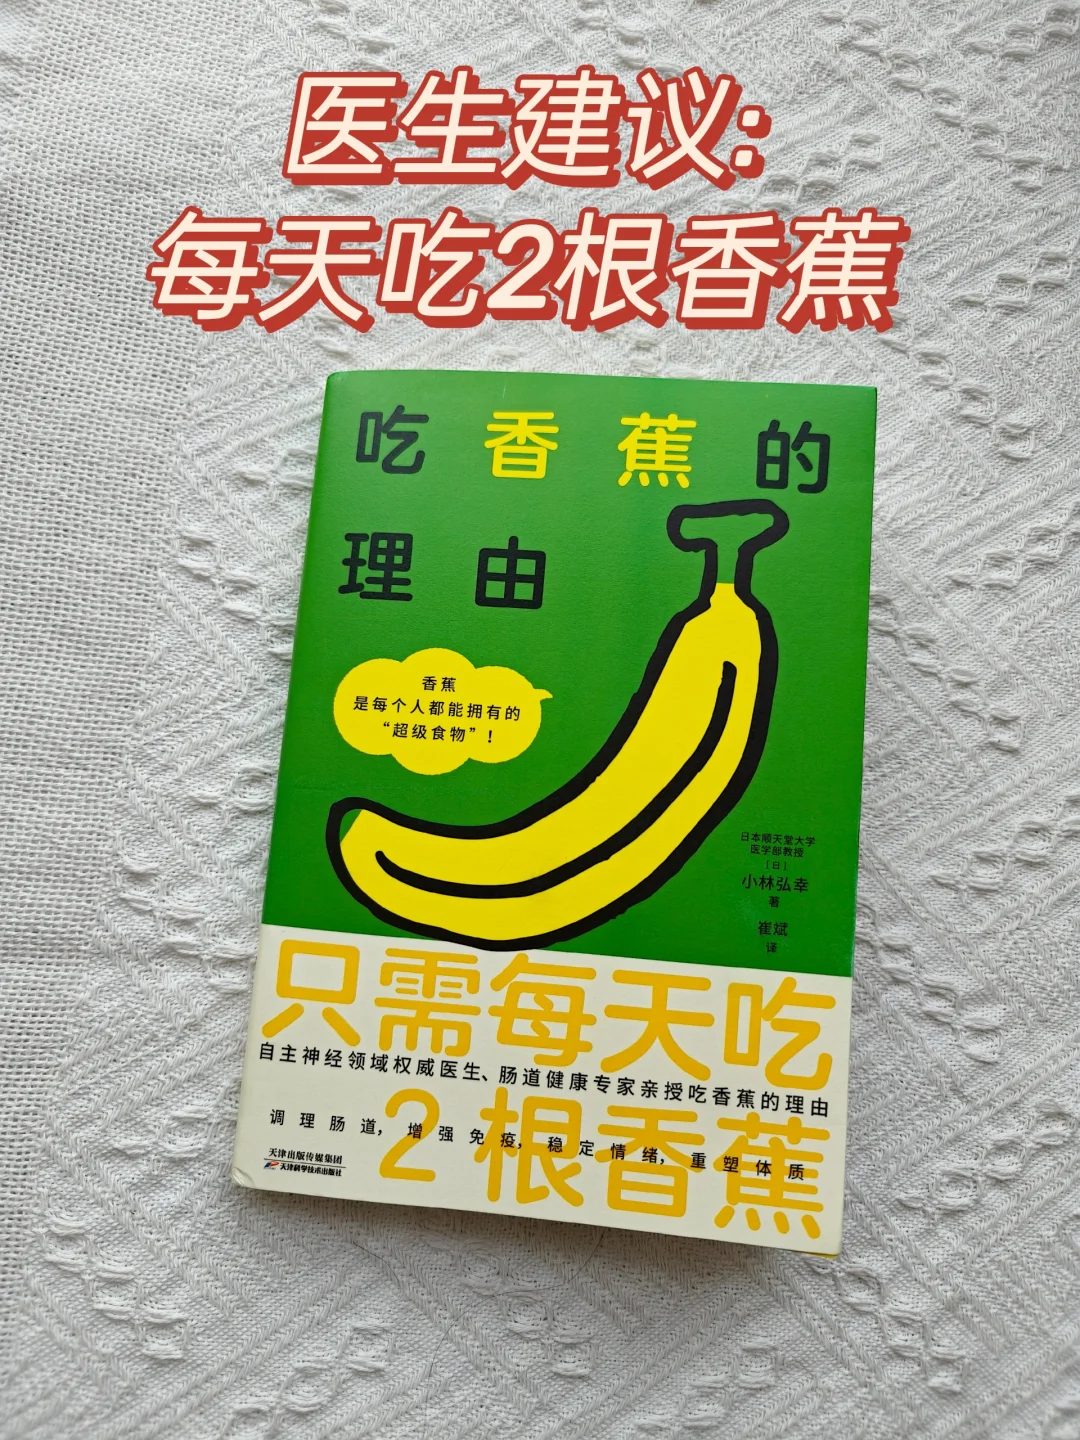 医生建议:
每天吃2根香蕉
吃香蕉的
理由
香蕉
是每个人都能拥有的
“超级食物”!
日本顺天堂大学
医学部教授
[日]
小林弘幸
著
崔斌
译
只需每天吃
自主神经领域权威医生、肠道健康专家亲授吃香蕉的理由
2根香蕉
调理肠道，增强免疫，稳定情绪，重塑体质
天津出版传媒集团
天津科学技术出版社